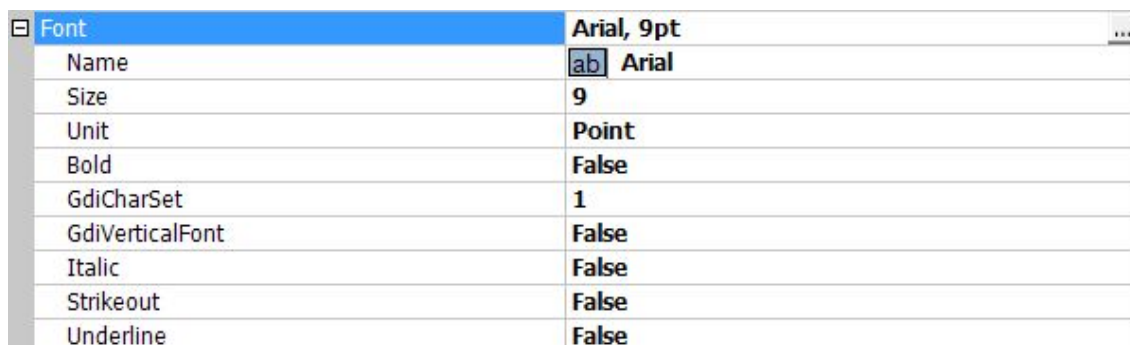 Font Arial, 9pt ...
Name ab Arial
Size 9
Unit Point
Bold False
GdiCharSet 1
GdiVerticalFont False
Italic False
Strikeout False
Underline False